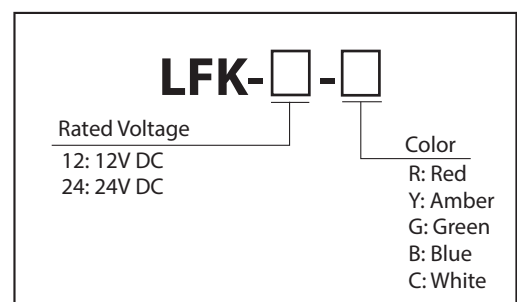 LFK-□-□
Rated Voltage
12: 12V DC
24: 24V DC
Color
R: Red
Y: Amber
G: Green
B: Blue
C: White